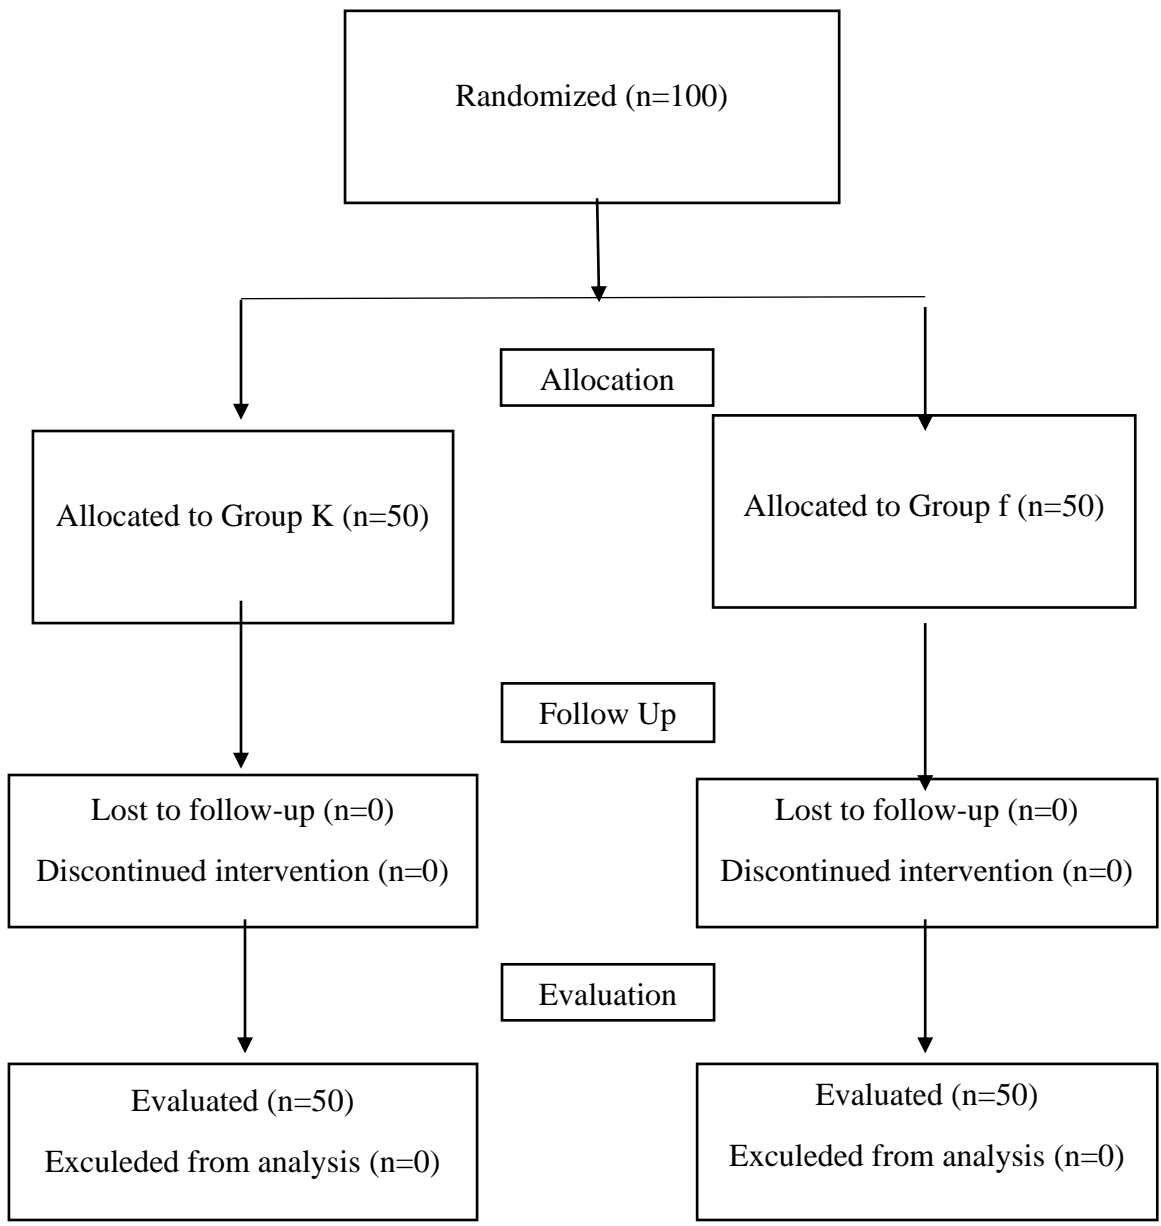 Randomized (n=100)
Allocation
Allocated to Group K (n=50)
Allocated to Group f (n=50)
Follow Up
Lost to follow-up (n=0)
Discontinued intervention (n=0)
Lost to follow-up (n=0)
Discontinued intervention (n=0)
Evaluation
Evaluated (n=50)
Exculeded from analysis (n=0)
Evaluated (n=50)
Exculeded from analysis (n=0)